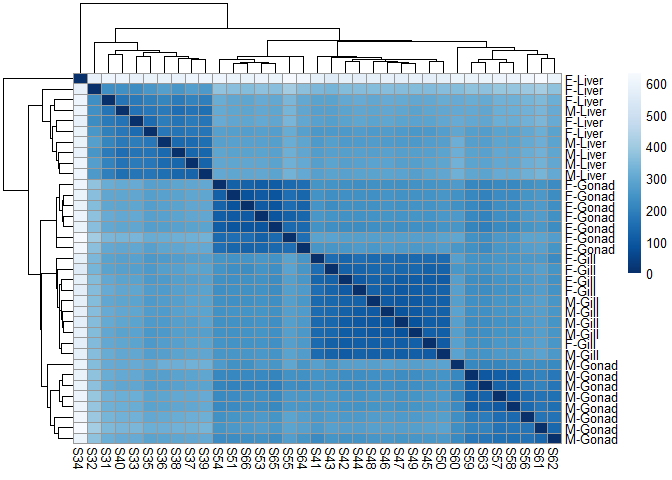 F-Liver
F-Liver
F-Liver
M-Liver
F-Liver
F-Liver
M-Liver
M-Liver
M-Liver
M-Liver
F-Gonad
F-Gonad
F-Gonad
F-Gonad
F-Gonad
F-Gonad
F-Gonad
F-Gill
F-Gill
F-Gill
F-Gill
M-Gill
M-Gill
M-Gill
M-Gill
F-Gill
M-Gill
M-Gonad
M-Gonad
M-Gonad
M-Gonad
M-Gonad
M-Gonad
M-Gonad
M-Gonad
S34
S32
S31
S40
S33
S35
S36
S38
S37
S39
S54
S51
S66
S53
S65
S55
S64
S41
S43
S42
S44
S48
S46
S47
S49
S45
S50
S60
S59
S63
S57
S58
S56
S61
S62
600
500
400
300
200
100
0